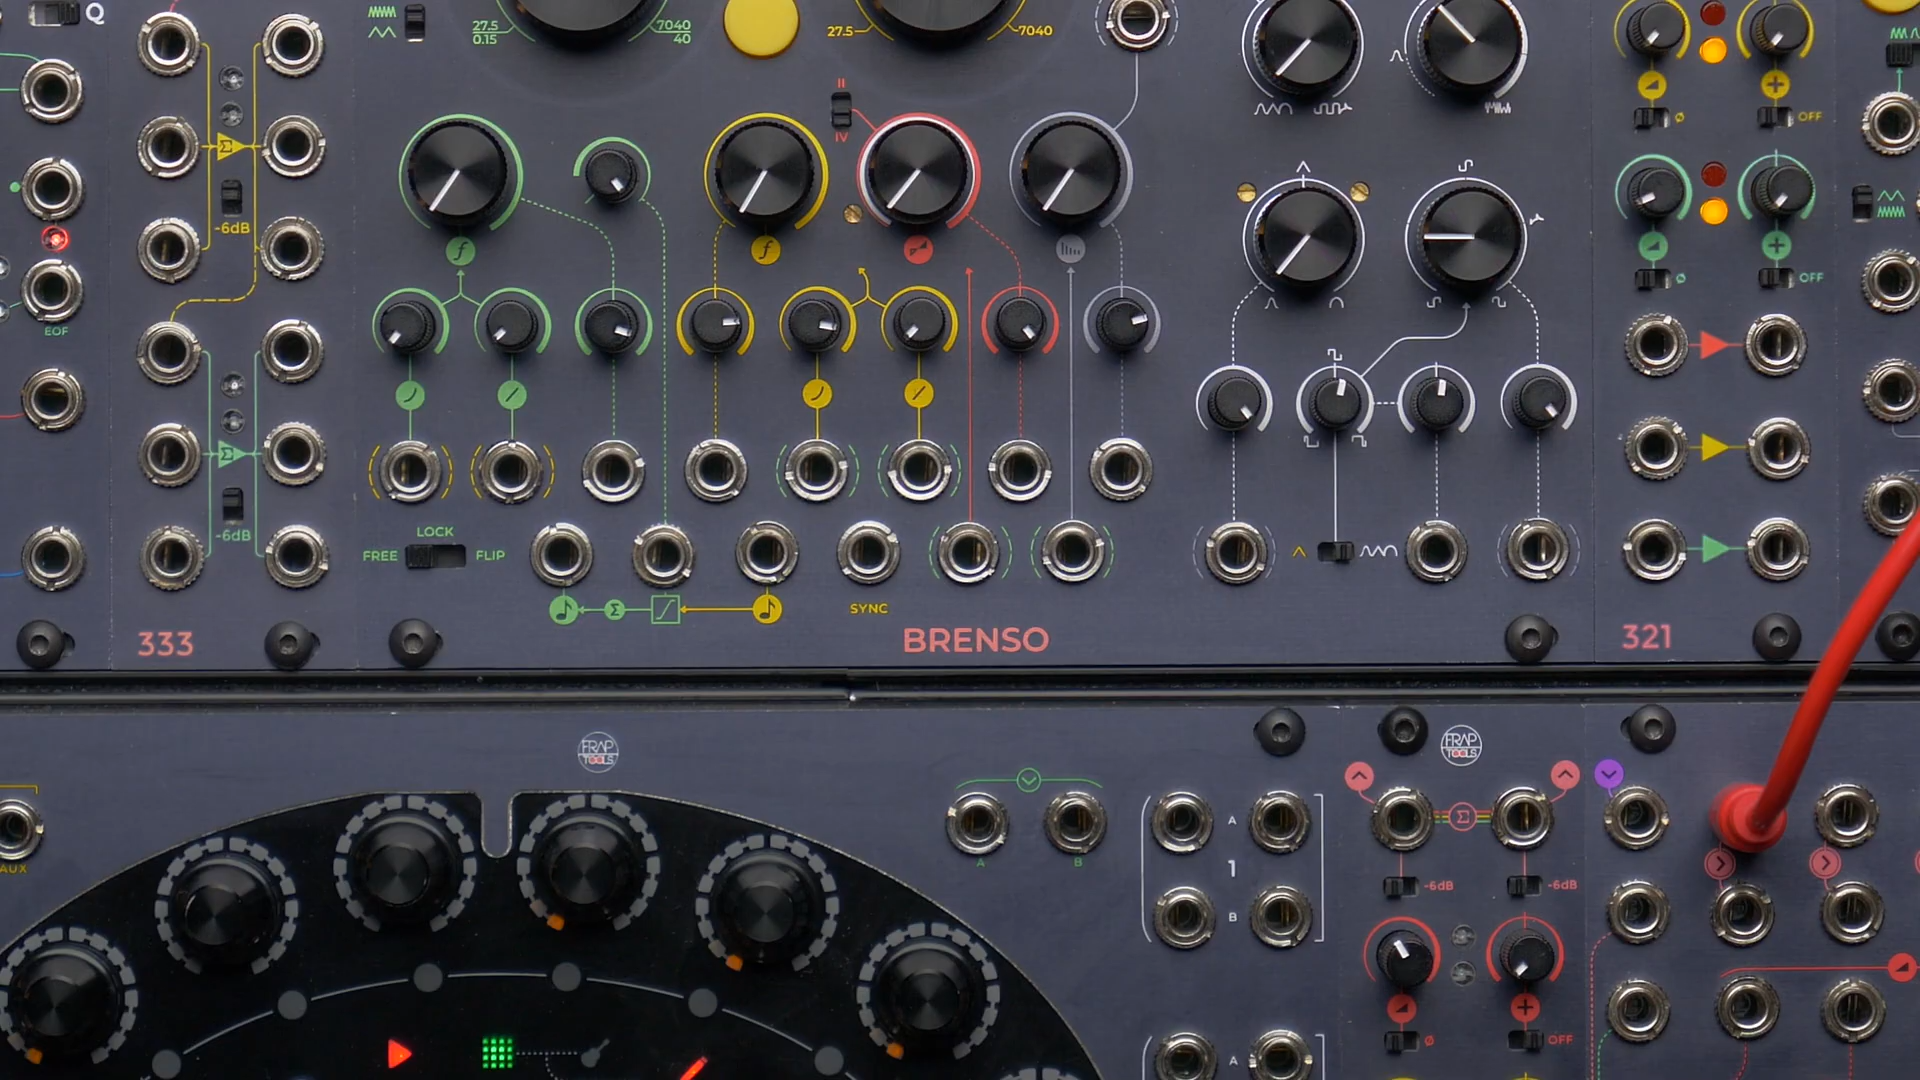 Q
27.5
0.15
7040
40
27.5
7040
II
IV
-6dB
f
f
Ø
OFF
Ø
OFF
EOF
Σ
Σ
-6dB
LOCK
FREE
FLIP
Σ
SYNC
333
BRENSO
321
FRAP
TOOLS
FRAP
TOOLS
AUX
A
B
A
1
B
Σ
-6dB
-6dB
A
Ø
OFF